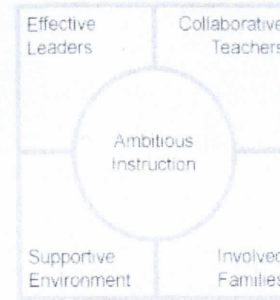 Effective
Leaders
Collaborative
Teachers
Ambitious
Instruction
Supportive
Environment
Involved
Families